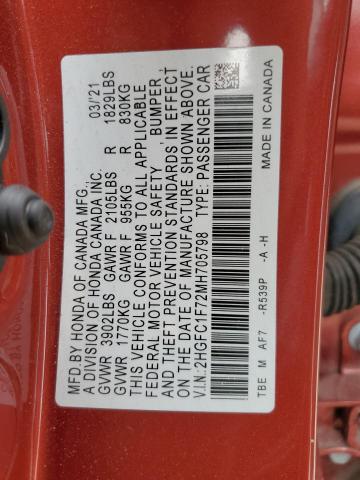 MFD.BY HONDA OF CANADA MFG.,
A DIVISION OF HONDA CANADA INC. 03/'21
GVWR 3902LBS GAWR F 2105LBS R 1829LBS
GVWR 1770KG GAWR F 955KG R 830KG
THIS VEHICLE CONFORMS TO ALL APPLICABLE
FEDERAL MOTOR VEHICLE SAFETY, BUMPER,
AND THEFT PREVENTION STANDARDS IN EFFECT
ON THE DATE OF MANUFACTURE SHOWN ABOVE.
V.I.N.: 2HGFC1F72MH705798 TYPE: PASSENGER CAR
TBE M AF7 -R539P -A -H MADE IN CANADA